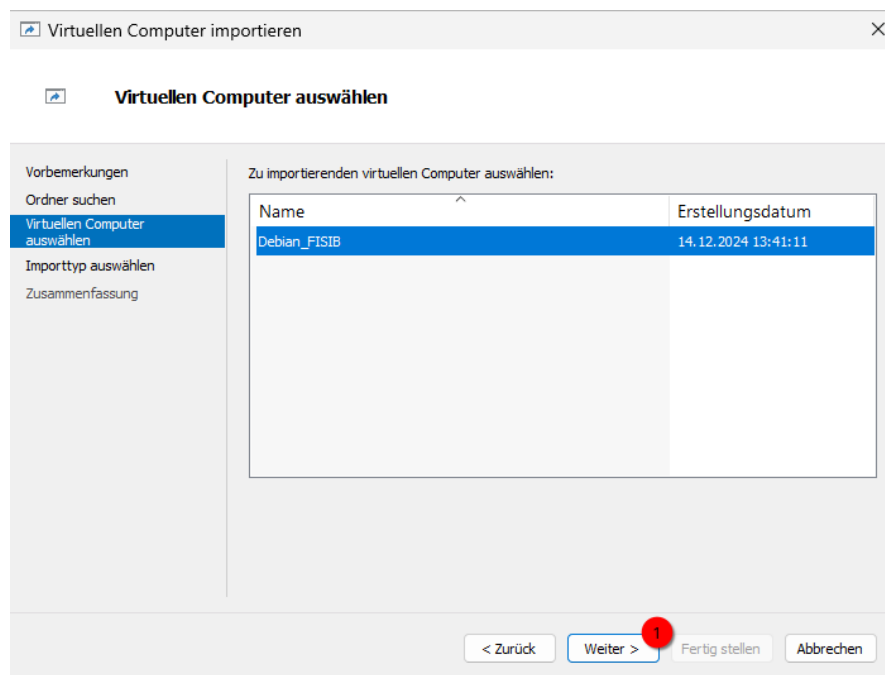 Virtuellen Computer importieren
Virtuellen Computer auswählen
Vorbemerkungen
Ordner suchen
Virtuellen Computer
auswählen
Importtyp auswählen
Zusammenfassung
Zu importierenden virtuellen Computer auswählen:
Name Erstellungsdatum
Debian_FISIB 14.12.2024 13:41:11
1
< Zurück Weiter > Fertig stellen Abbrechen